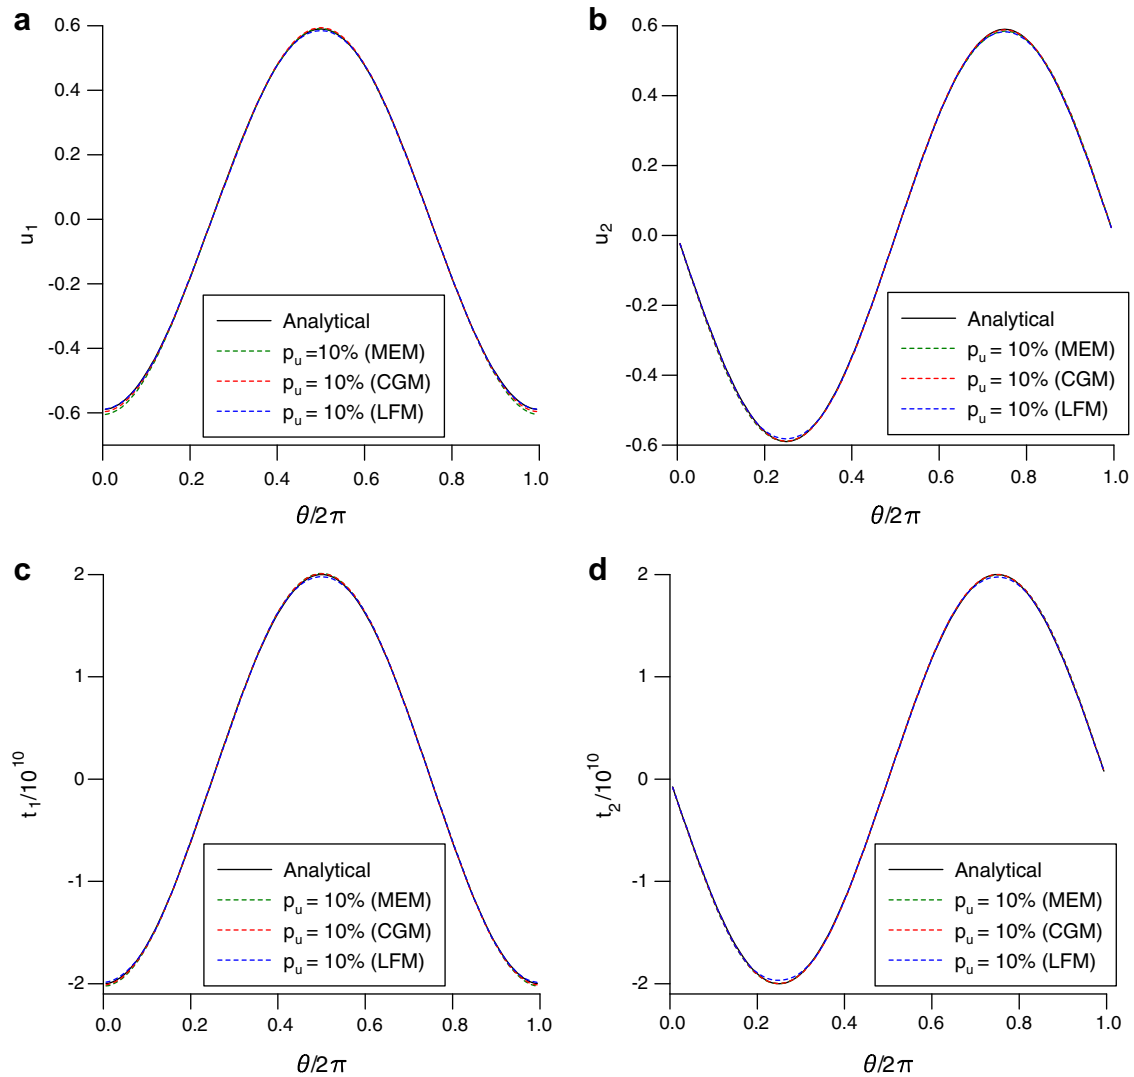 a
0.6
0.4
0.2
0.0
-0.2
-0.4
-0.6
u1
Analytical
pu =10% (MEM)
pu = 10% (CGM)
pu = 10% (LFM)
0.0 0.2 0.4 0.6 0.8 1.0
θ/2π
b
0.6
0.4
0.2
0.0
-0.2
-0.4
-0.6
u2
Analytical
pu = 10% (MEM)
pu = 10% (CGM)
pu = 10% (LFM)
0.0 0.2 0.4 0.6 0.8 1.0
θ/2π
c
2
1
0
-1
-2
t1/10^10
Analytical
pu = 10% (MEM)
pu = 10% (CGM)
pu = 10% (LFM)
0.0 0.2 0.4 0.6 0.8 1.0
θ/2π
d
2
1
0
-1
-2
t2/10^10
Analytical
pu = 10% (MEM)
pu = 10% (CGM)
pu = 10% (LFM)
0.0 0.2 0.4 0.6 0.8 1.0
θ/2π